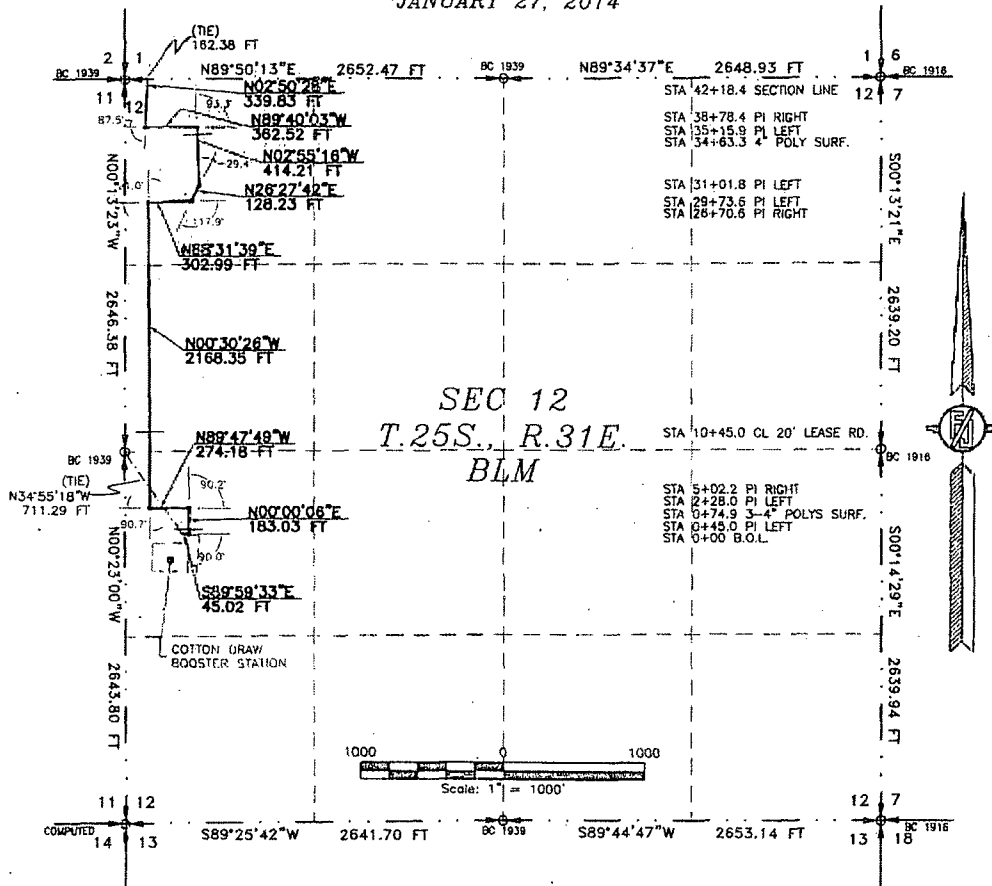 JANUARY 27, 2014
(TIE)
162.38 FT
2 1
1 6
BC 1939
N89°50'13"E 2652.47 FT
BC 1939
N89°34'37"E 2648.93 FT
BC 1916
11 12
12 7
N02°50'28"E
339.83 FT
STA 42+18.4 SECTION LINE
93.3'
87.5'
N89°40'03"W
362.52 FT
STA 38+78.4 PI RIGHT
STA 35+15.9 PI LEFT
STA 34+63.3 4" POLY SURF.
N02°55'16"W
414.21 FT
29.4
N26°27'42"E
128.23 FT
STA 31+01.8 PI LEFT
STA 29+73.6 PI LEFT
STA 26+70.6 PI RIGHT
N00°13'23"W
2646.38 FT
117.9'
S00°13'21"E
2639.20 FT
N88°31'39"E
302.99 FT
N00°30'26"W
2168.35 FT
SEC 12
T.25S., R.31E.
BLM
N89°47'49"W
274.18 FT
STA 10+45.0 CL 20' LEASE RD.
BC 1939
BC 1916
(TIE)
N34°55'18"W
711.29 FT
90.2'
STA 5+02.2 PI RIGHT
STA 2+28.0 PI LEFT
STA 0+74.9 3-4" POLYS SURF.
STA 0+45.0 PI LEFT
STA 0+00 B.O.L.
N00°00'06"E
183.03 FT
90.7'
90.0'
N00°23'00"W
2643.80 FT
S00°14'29"E
2639.94 FT
S89°59'33"E
45.02 FT
COTTON DRAW
BOOSTER STATION
1000 0 1000
Scale: 1" = 1000'
11 12
12 7
COMPUTED
S89°25'42"W 2641.70 FT
BC 1939
S89°44'47"W 2653.14 FT
BC 1916
14 13
13 18